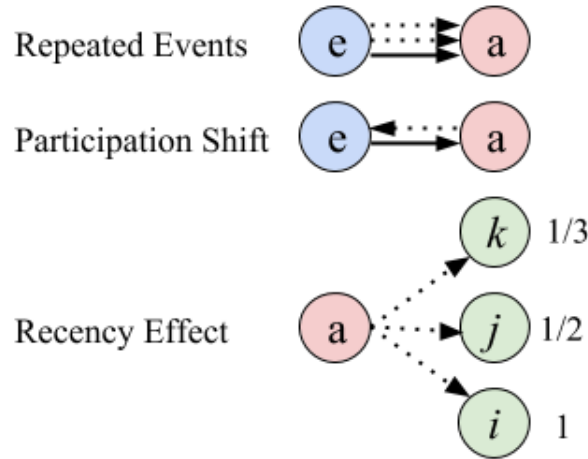 Repeated Events e a
Participation Shift e a
k 1/3
Recency Effect a j 1/2
i 1